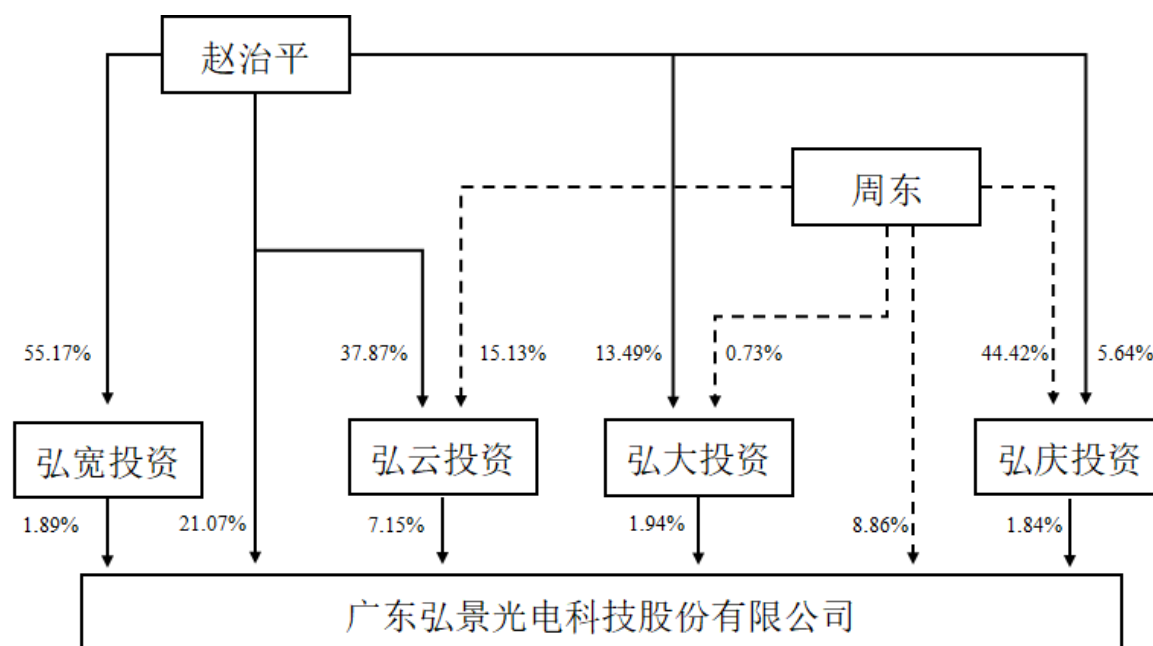 赵治平
周东
55.17%
37.87%
15.13%
13.49%
0.73%
44.42%
5.64%
弘宽投资
弘云投资
弘大投资
弘庆投资
1.89%
21.07%
7.15%
1.94%
8.86%
1.84%
广东弘景光电科技股份有限公司